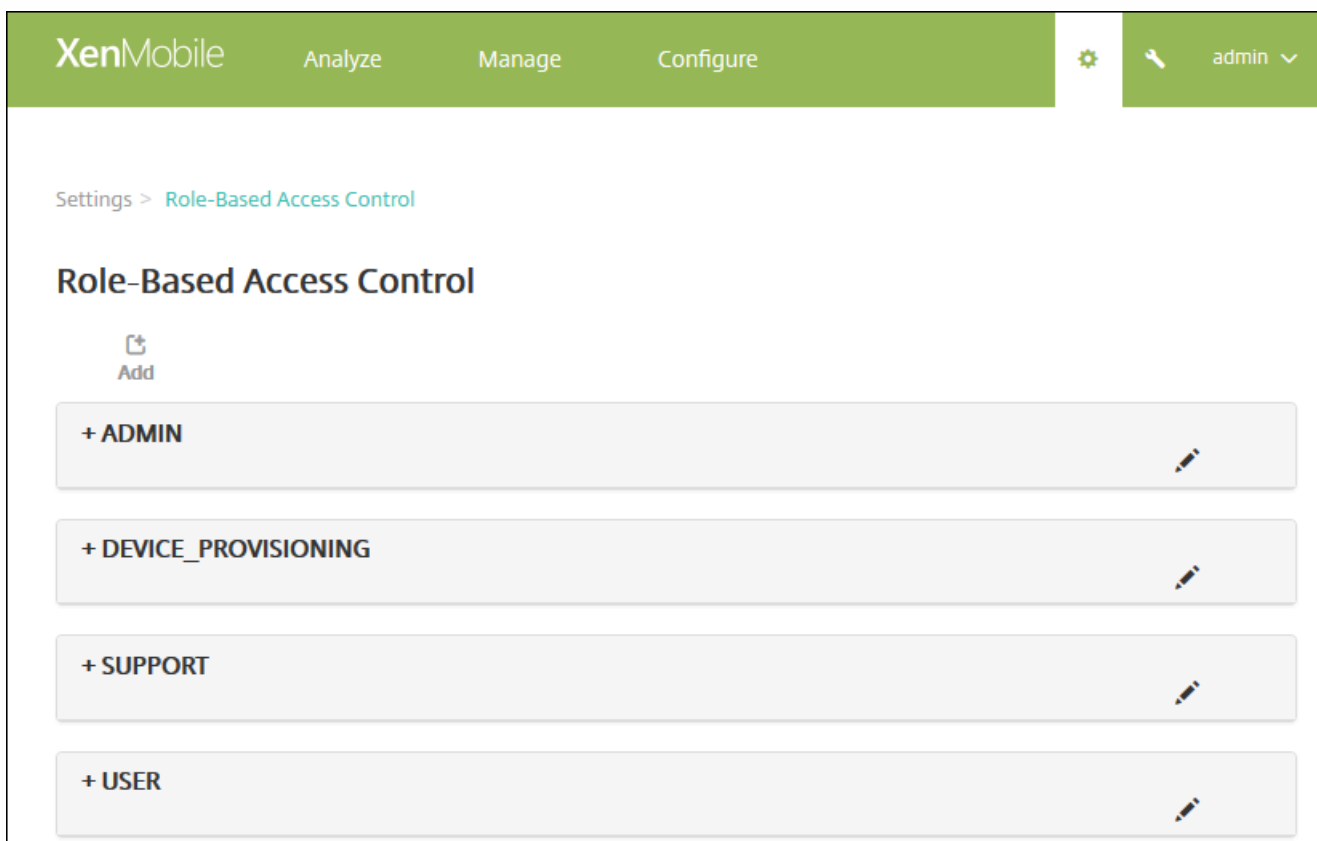 XenMobile Analyze Manage Configure admin
Settings > Role-Based Access Control
Role-Based Access Control
Add
+ ADMIN
+ DEVICE_PROVISIONING
+ SUPPORT
+ USER